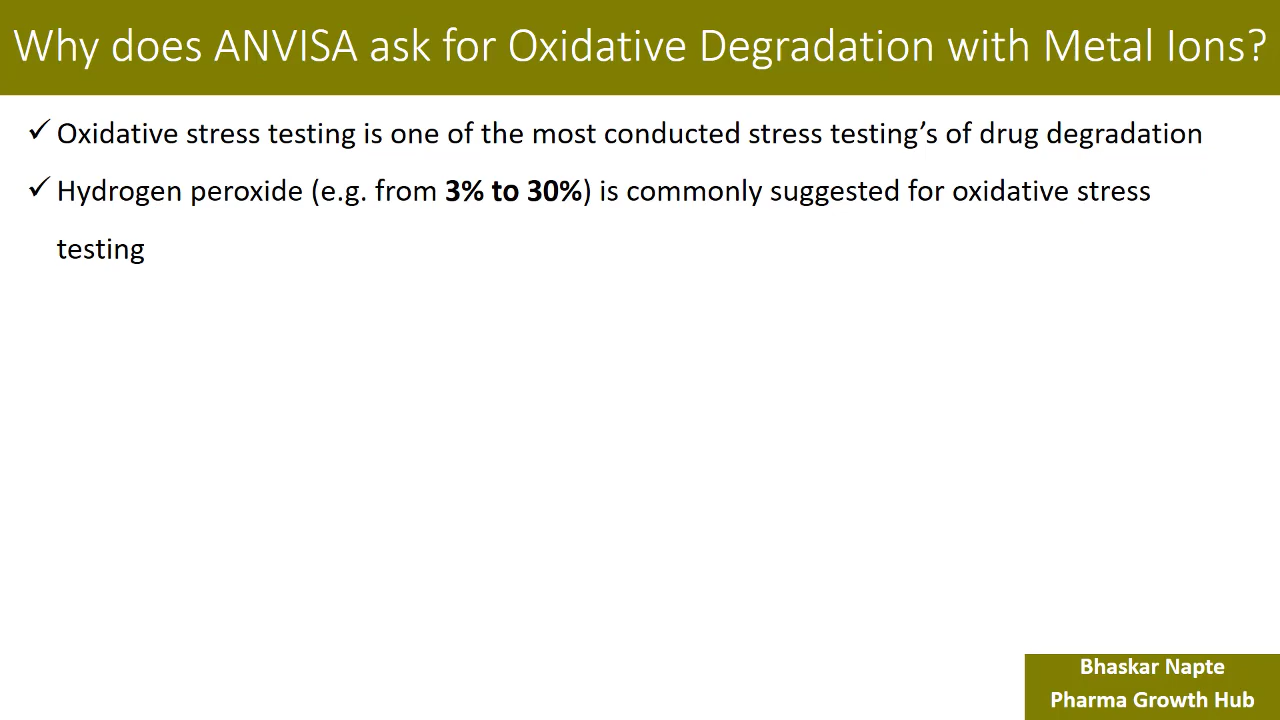 Why does ANVISA ask for Oxidative Degradation with Metal Ions?
✓ Oxidative stress testing is one of the most conducted stress testing’s of drug degradation
✓ Hydrogen peroxide (e.g. from 3% to 30%) is commonly suggested for oxidative stress
testing
Bhaskar Napte
Pharma Growth Hub